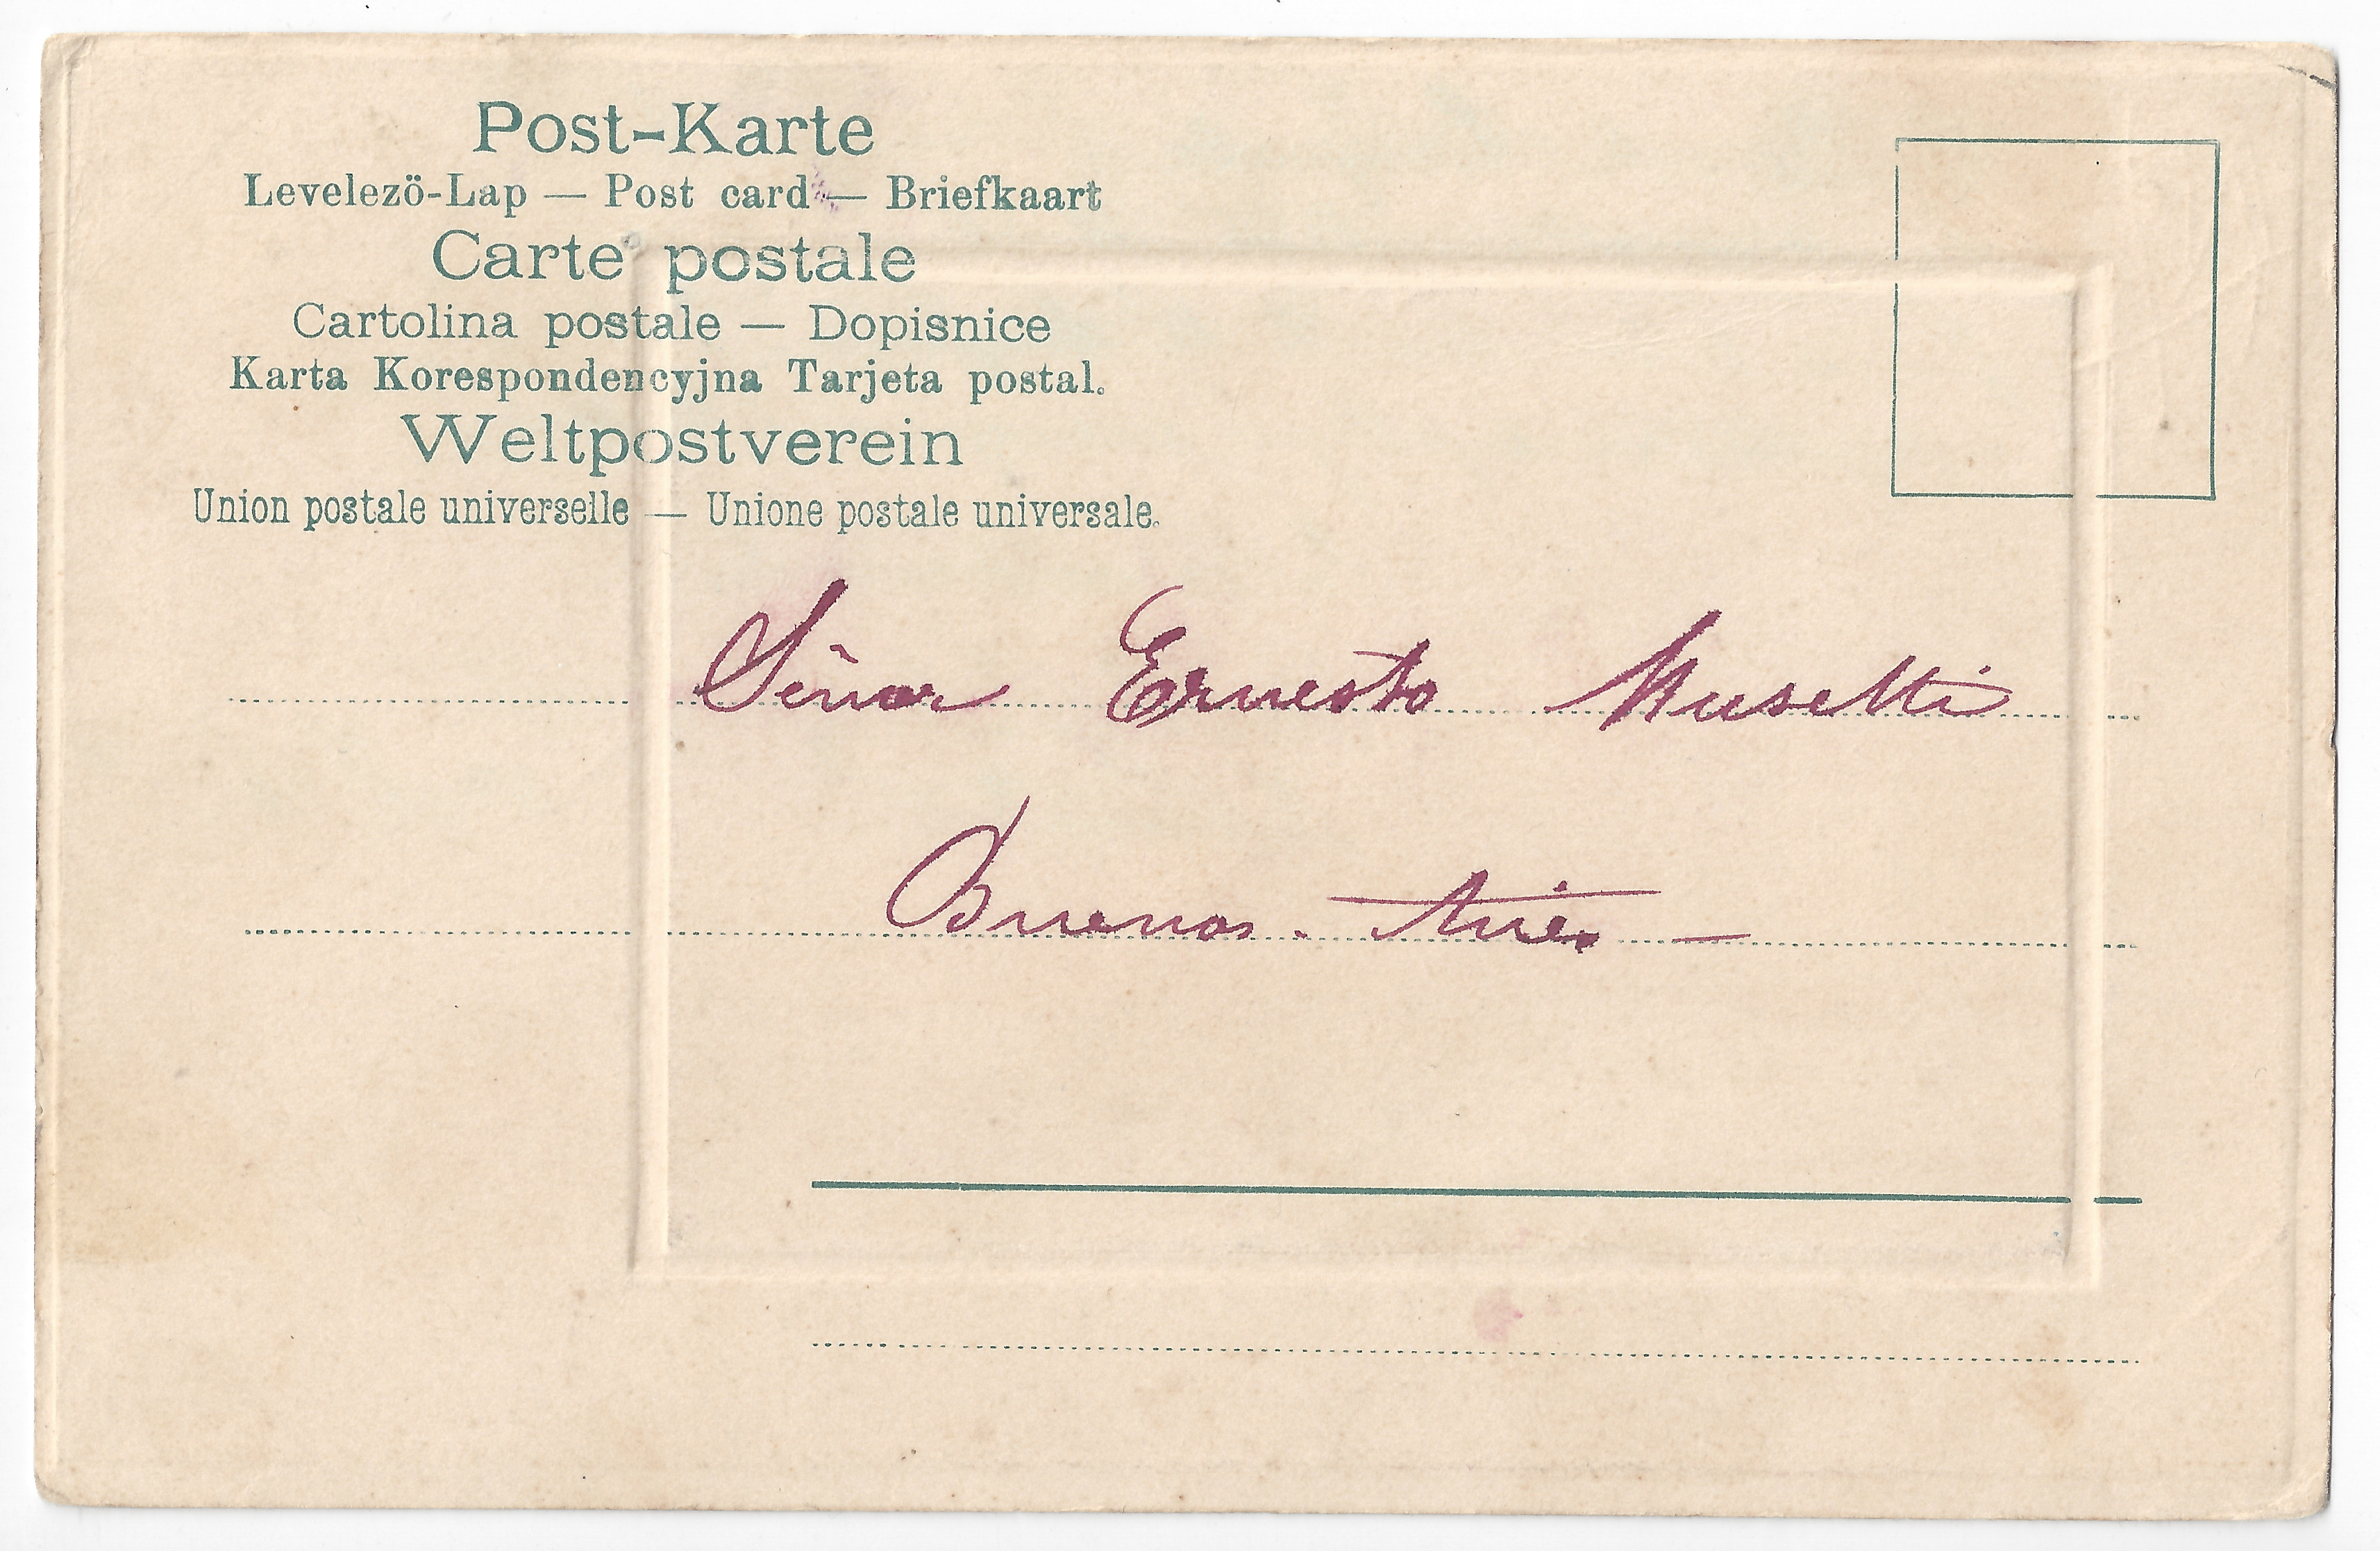 Post-Karte
Levelezö-Lap — Post card — Briefkaart
Carte postale
Cartolina postale — Dopisnice
Karta Korespondencyjna Tarjeta postal.
Weltpostverein
Union postale universelle — Unione postale universale.
Señor Ernesto Musetti
Buenos. Aires —